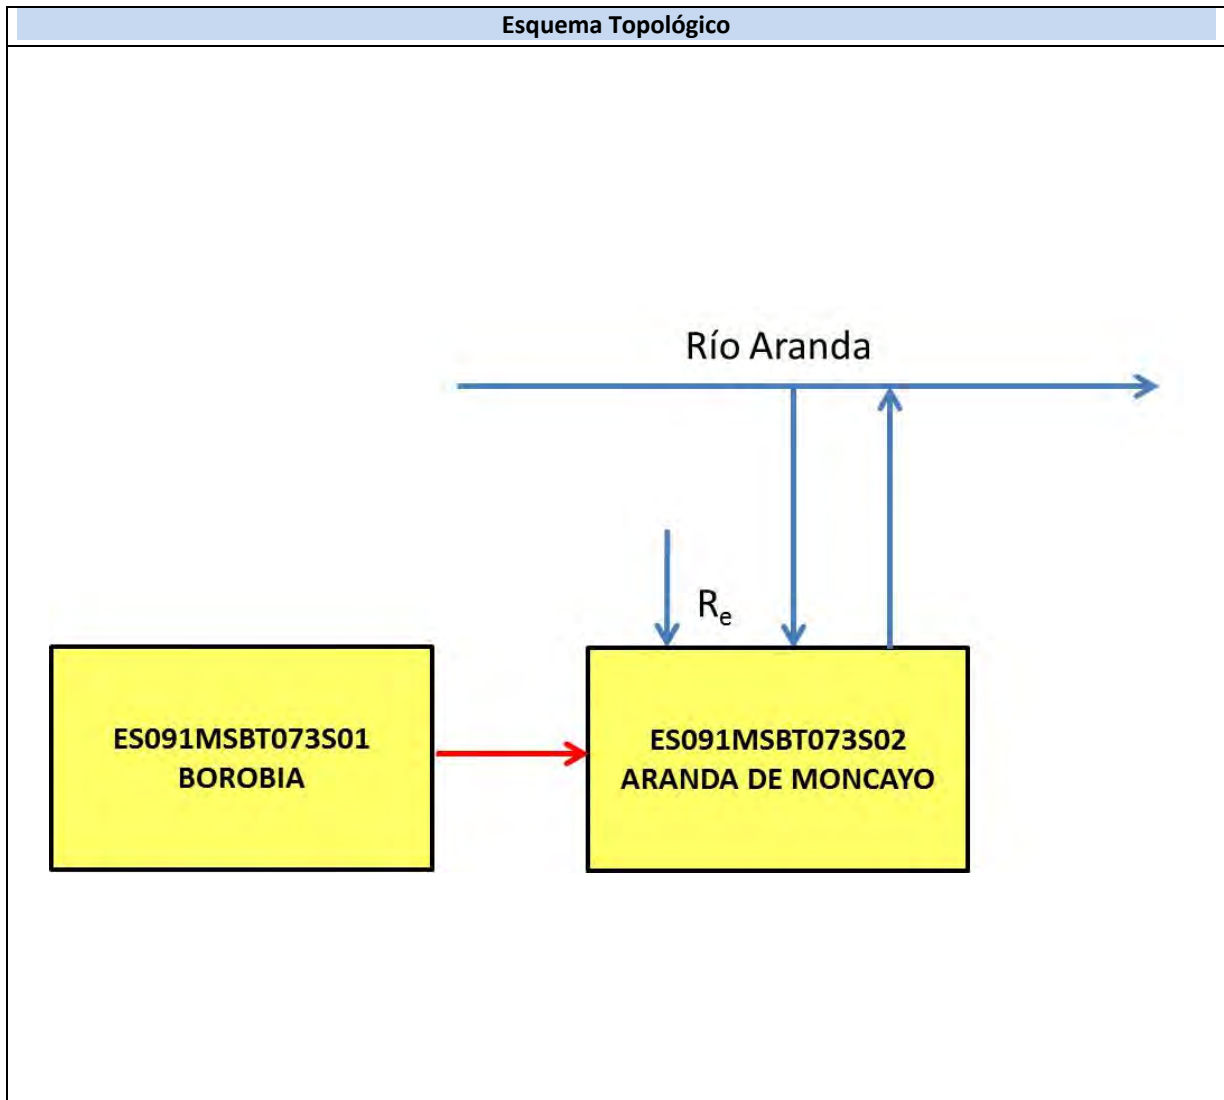 Esquema Topológico
Río Aranda
Re
ES091MSBT073S01
BOROBIA
ES091MSBT073S02
ARANDA DE MONCAYO